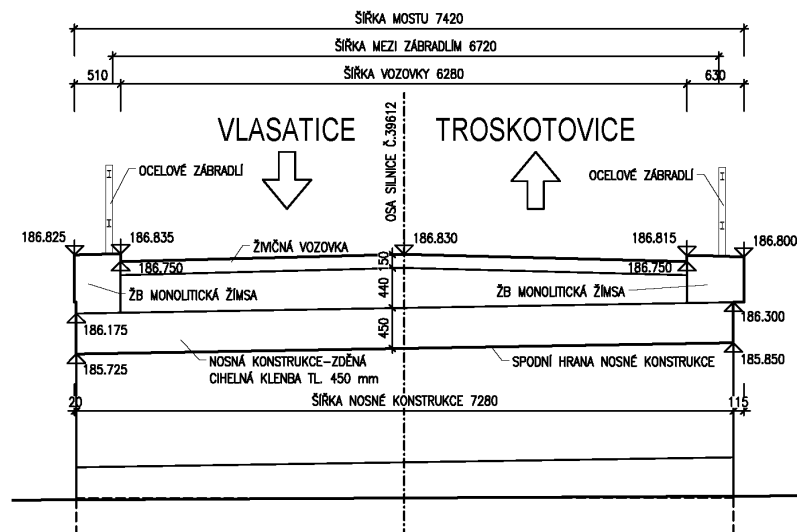 ŠÍŘKA MOSTU 7420
ŠÍŘKA MEZI ZÁBRADLÍM 6720
510
ŠÍŘKA VOZOVKY 6280
630
OSA SILNICE Č.39612
VLASATICE
TROSKOTOVICE
OCELOVÉ ZÁBRADLÍ
OCELOVÉ ZÁBRADLÍ
186.825
186.835
186.830
186.815
186.800
ŽIVIČNÁ VOZOVKA
150
186.750
186.750
ŽB MONOLITICKÁ ŽÍMSA
440
ŽB MONOLITICKÁ ŽÍMSA
186.175
186.300
450
185.725
NOSNÁ KONSTRUKCE-ZDĚNÁ
CIHELNÁ KLENBA TL. 450 mm
SPODNÍ HRANA NOSNÉ KONSTRUKCE
185.850
20
ŠÍŘKA NOSNÉ KONSTRUKCE 7280
115